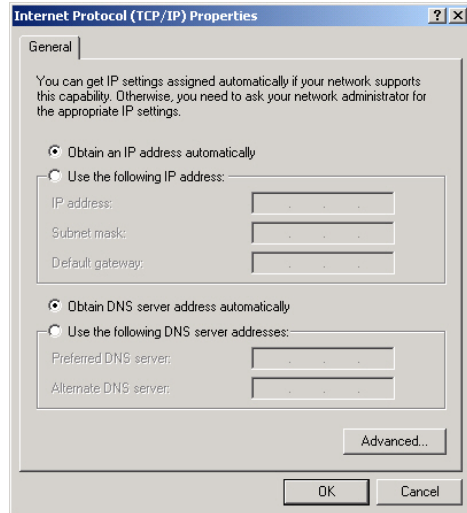 Internet Protocol (TCP/IP) Properties
General
You can get IP settings assigned automatically if your network supports
this capability. Otherwise, you need to ask your network administrator for
the appropriate IP settings.
Obtain an IP address automatically
Use the following IP address:
IP address:
Subnet mask:
Default gateway:
Obtain DNS server address automatically
Use the following DNS server addresses:
Preferred DNS server:
Alternate DNS server:
Advanced...
OK
Cancel